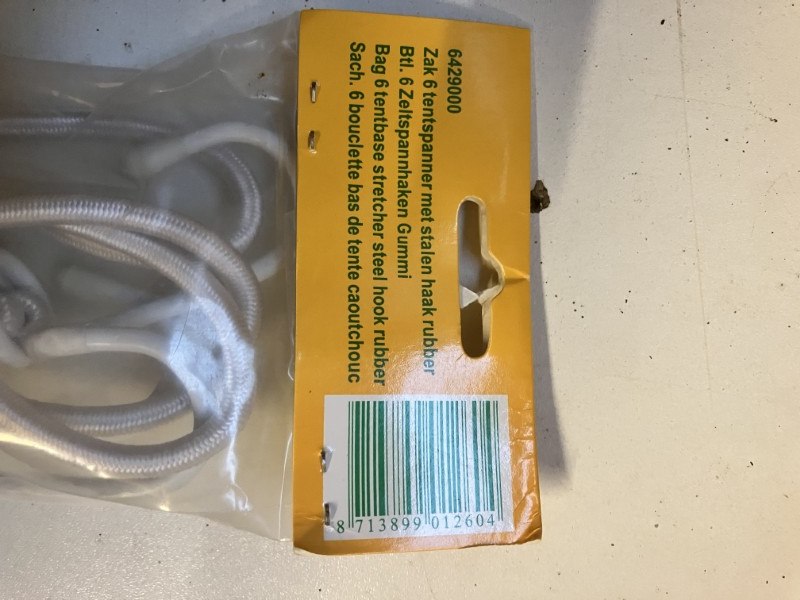 6429000
Zak 6 tentspanner met stalen haak rubber
Btl. 6 Zeltspannhaken Gummi
Bag 6 tentbase stretcher steel hook rubber
Sach. 6 bouclette bas de tente caoutchouc
8 713899 012604